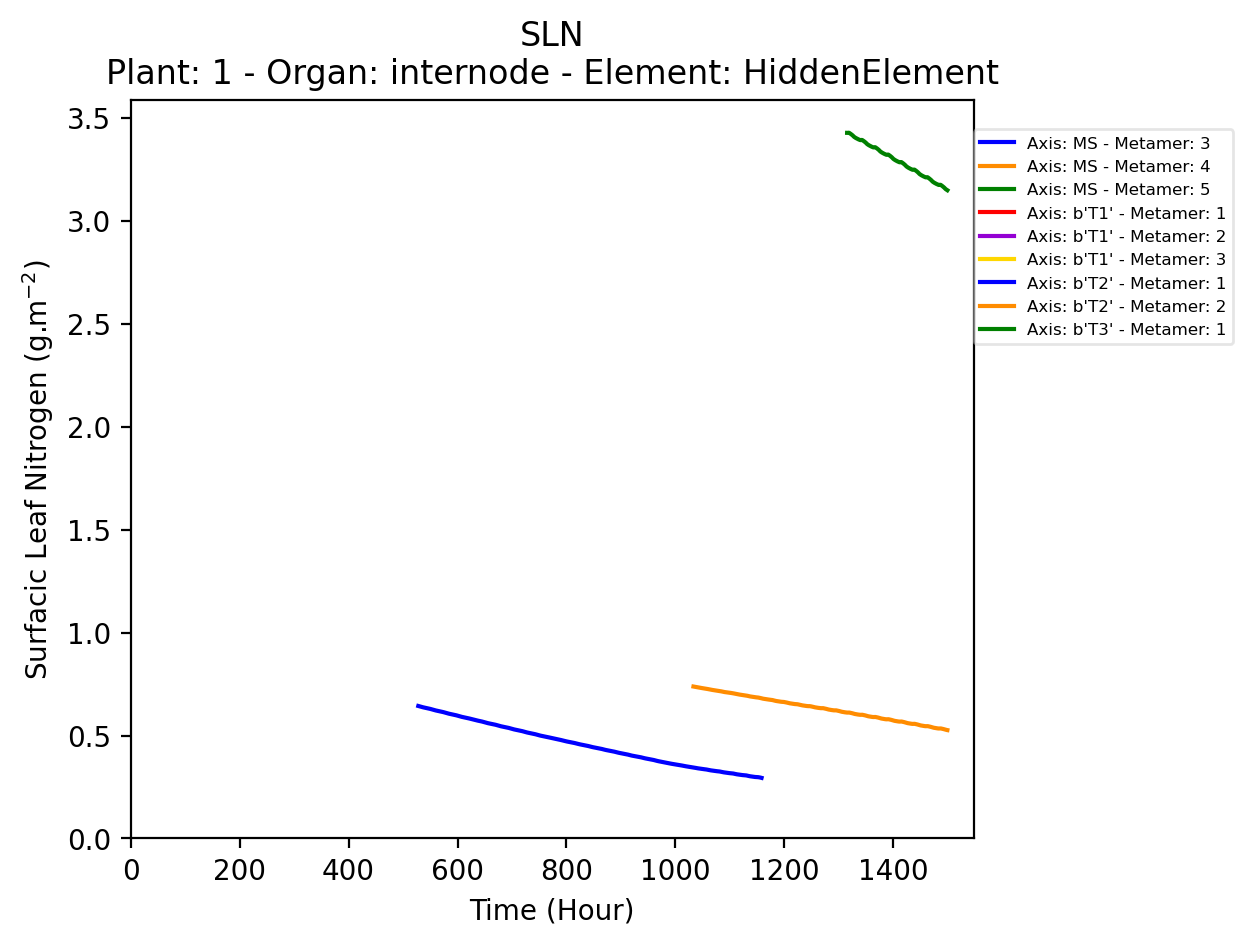 SLN
Plant: 1 - Organ: internode - Element: HiddenElement
3.5
3.0
2.5
2.0
1.5
1.0
0.5
0.0
Surfacic Leaf Nitrogen (g.m⁻²)
0 200 400 600 800 1000 1200 1400
Time (Hour)
Axis: MS - Metamer: 3
Axis: MS - Metamer: 4
Axis: MS - Metamer: 5
Axis: b'T1' - Metamer: 1
Axis: b'T1' - Metamer: 2
Axis: b'T1' - Metamer: 3
Axis: b'T2' - Metamer: 1
Axis: b'T2' - Metamer: 2
Axis: b'T3' - Metamer: 1